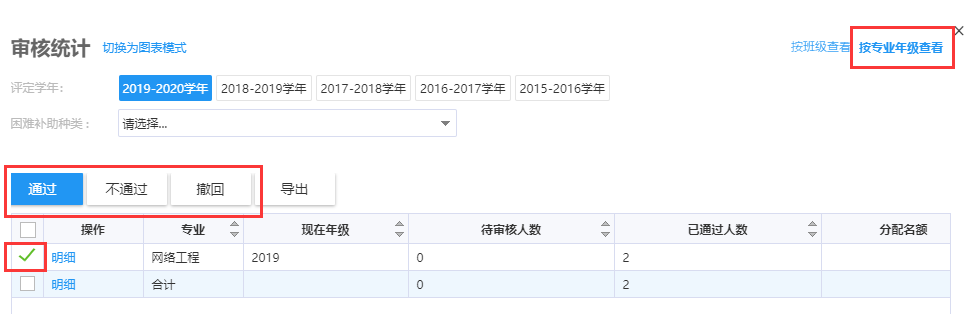 审核统计 切换为图表模式 按班级查看 按专业年级查看
评定学年： 2019-2020学年 2018-2019学年 2017-2018学年 2016-2017学年 2015-2016学年
困难补助种类： 请选择...
通过 不通过 撤回 导出
操作 专业 现在年级 待审核人数 已通过人数 分配名额
明细 网络工程 2019 0 2
明细 合计 0 2